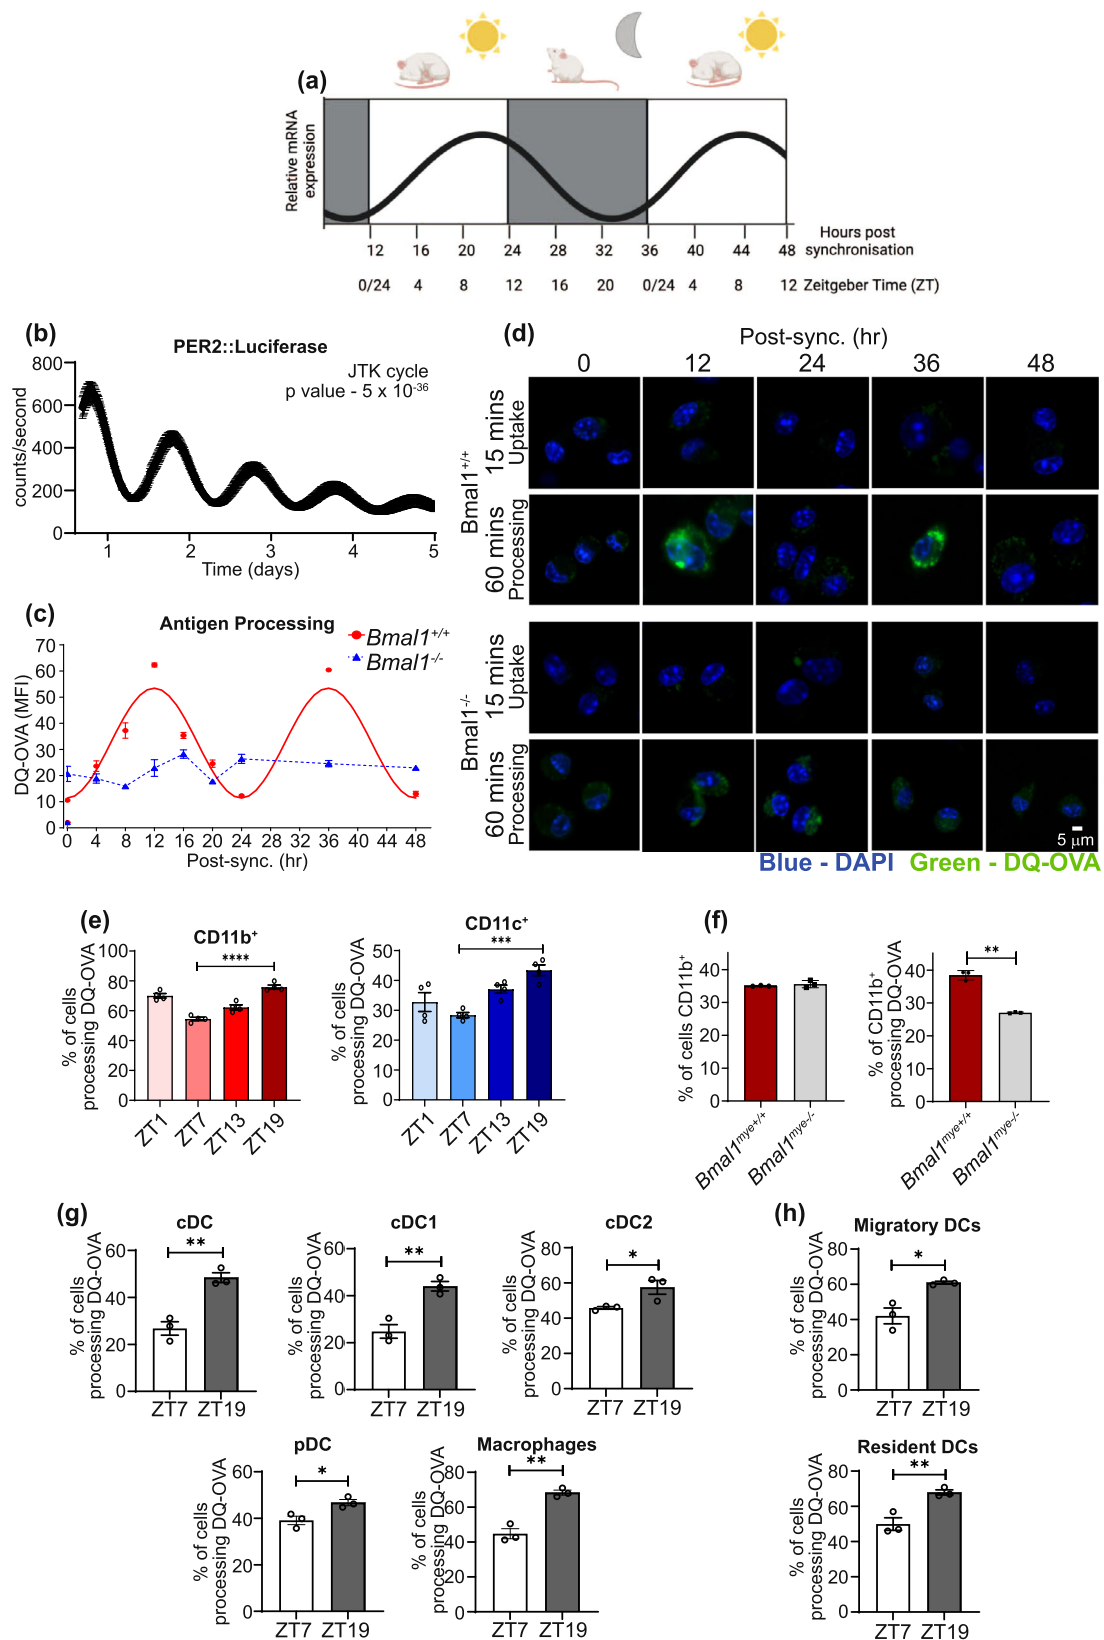 (a)
Relative mRNA
expression
12 16 20 24 28 32 36 40 44 48
Hours post
synchronisation
0/24 4 8 12 16 20 0/24 4 8 12 Zeitgeber Time (ZT)
(b)
PER2::Luciferase
JTK cycle
p value - 5 x 10-36
counts/second
800
600
400
200
0
1 2 3 4 5
Time (days)
(c)
Antigen Processing
Bmal1+/+
Bmal1-/-
DQ-OVA (MFI)
70
60
50
40
30
20
10
0
0 4 8 12 16 20 24 28 32 36 40 44 48
Post-sync. (hr)
(d)
Post-sync. (hr)
0 12 24 36 48
Bmal1+/+
15 mins
Uptake
60 mins
Processing
Bmal1-/-
15 mins
Uptake
60 mins
Processing
5 µm
Blue - DAPI Green - DQ-OVA
(e)
CD11b+
****
% of cells
processing DQ-OVA
100
80
60
40
20
0
ZT1 ZT7 ZT13 ZT19
CD11c+
***
% of cells
processing DQ-OVA
50
40
30
20
10
0
ZT1 ZT7 ZT13 ZT19
(f)
% of cells CD11b+
40
30
20
10
0
Bmal1mye+/+ Bmal1mye-/-
**
% of CD11b+
processing DQ-OVA
40
30
20
10
0
Bmal1mye+/+ Bmal1mye-/-
(g)
cDC
**
% of cells
processing DQ-OVA
60
40
20
0
ZT7 ZT19
cDC1
**
% of cells
processing DQ-OVA
60
40
20
0
ZT7 ZT19
cDC2
*
% of cells
processing DQ-OVA
80
60
40
20
0
ZT7 ZT19
pDC
*
% of cells
processing DQ-OVA
60
40
20
0
ZT7 ZT19
Macrophages
**
% of cells
processing DQ-OVA
80
60
40
20
0
ZT7 ZT19
(h)
Migratory DCs
*
% of cells
processing DQ-OVA
80
60
40
20
0
ZT7 ZT19
Resident DCs
**
% of cells
processing DQ-OVA
80
60
40
20
0
ZT7 ZT19